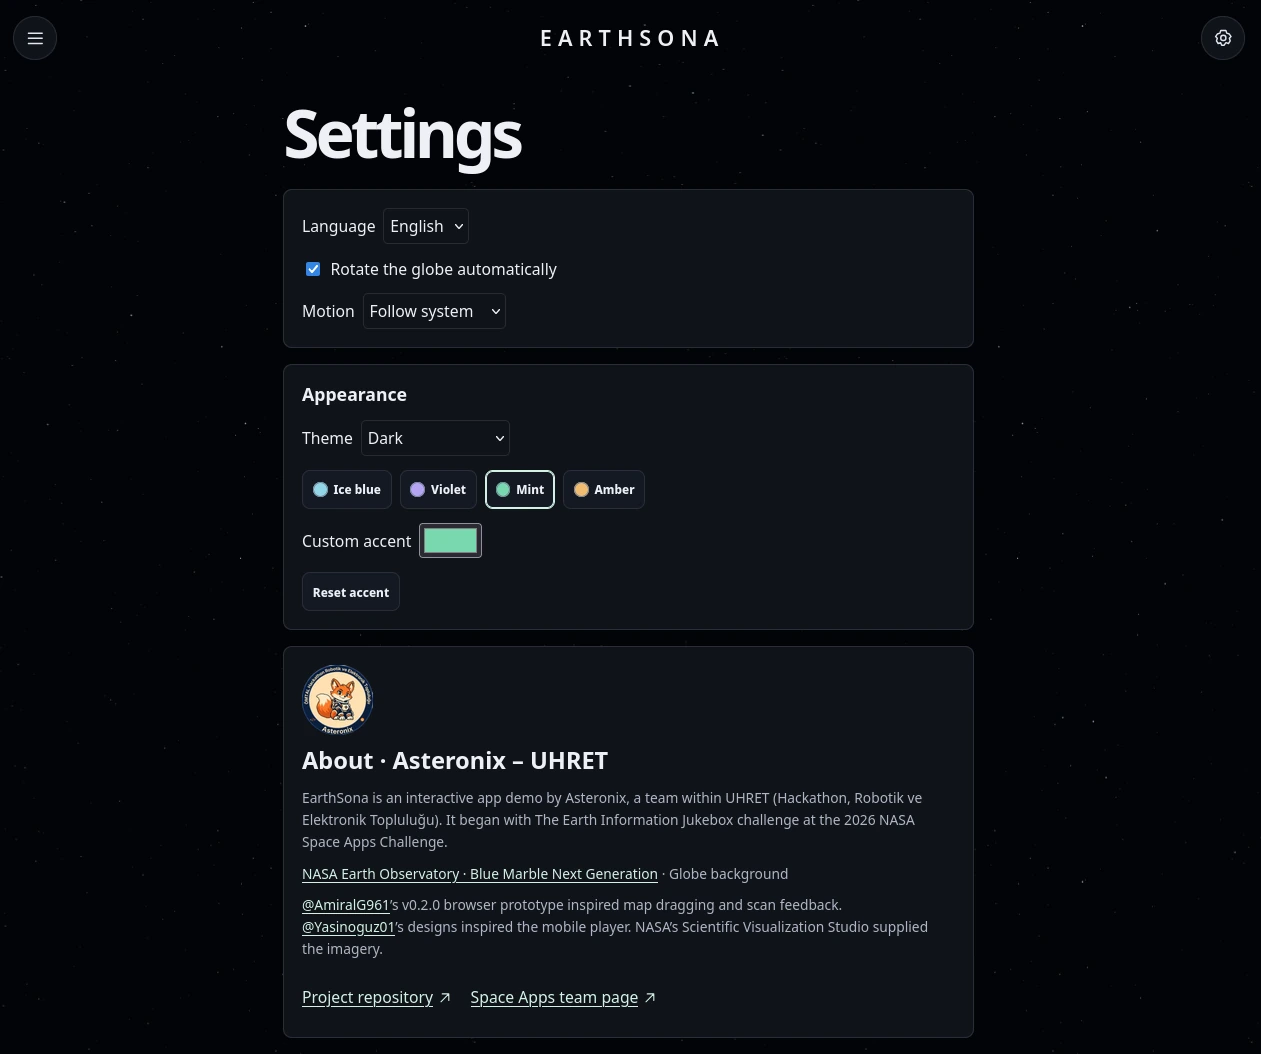 EARTHSONA
Settings
Language English
Rotate the globe automatically
Motion Follow system
Appearance
Theme Dark
Ice blue Violet Mint Amber
Custom accent
Reset accent
Asteronix
About · Asteronix – UHRET
EarthSona is an interactive app demo by Asteronix, a team within UHRET (Hackathon, Robotik ve
Elektronik Topluluğu). It began with The Earth Information Jukebox challenge at the 2026 NASA
Space Apps Challenge.
NASA Earth Observatory · Blue Marble Next Generation · Globe background
@AmiralG961’s v0.2.0 browser prototype inspired map dragging and scan feedback.
@Yasinoguz01’s designs inspired the mobile player. NASA’s Scientific Visualization Studio supplied
the imagery.
Project repository ↗ Space Apps team page ↗